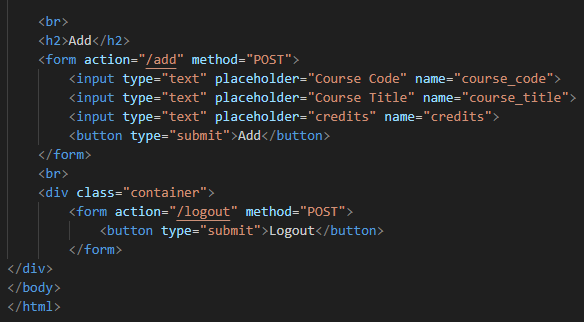 <br>
<h2>Add</h2>
<form action="/add" method="POST">
<input type="text" placeholder="Course Code" name="course_code">
<input type="text" placeholder="Course Title" name="course_title">
<input type="text" placeholder="credits" name="credits">
<button type="submit">Add</button>
</form>
<br>
<div class="container">
<form action="/logout" method="POST">
<button type="submit">Logout</button>
</form>
</div>
</body>
</html>